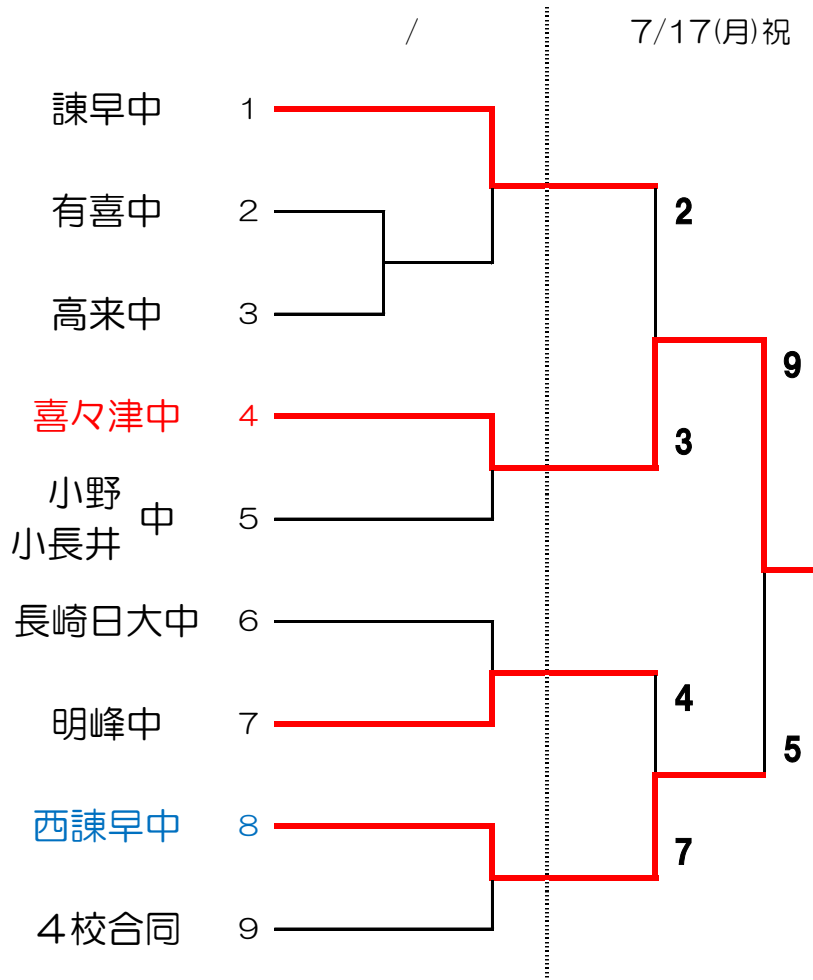 /
7/17(月)祝
諫早中 1
2
有喜中 2
高来中 3
9
喜々津中 4
3
小野
中 5
小長井
長崎日大中 6
4
明峰中 7
5
西諫早中 8
7
4校合同 9